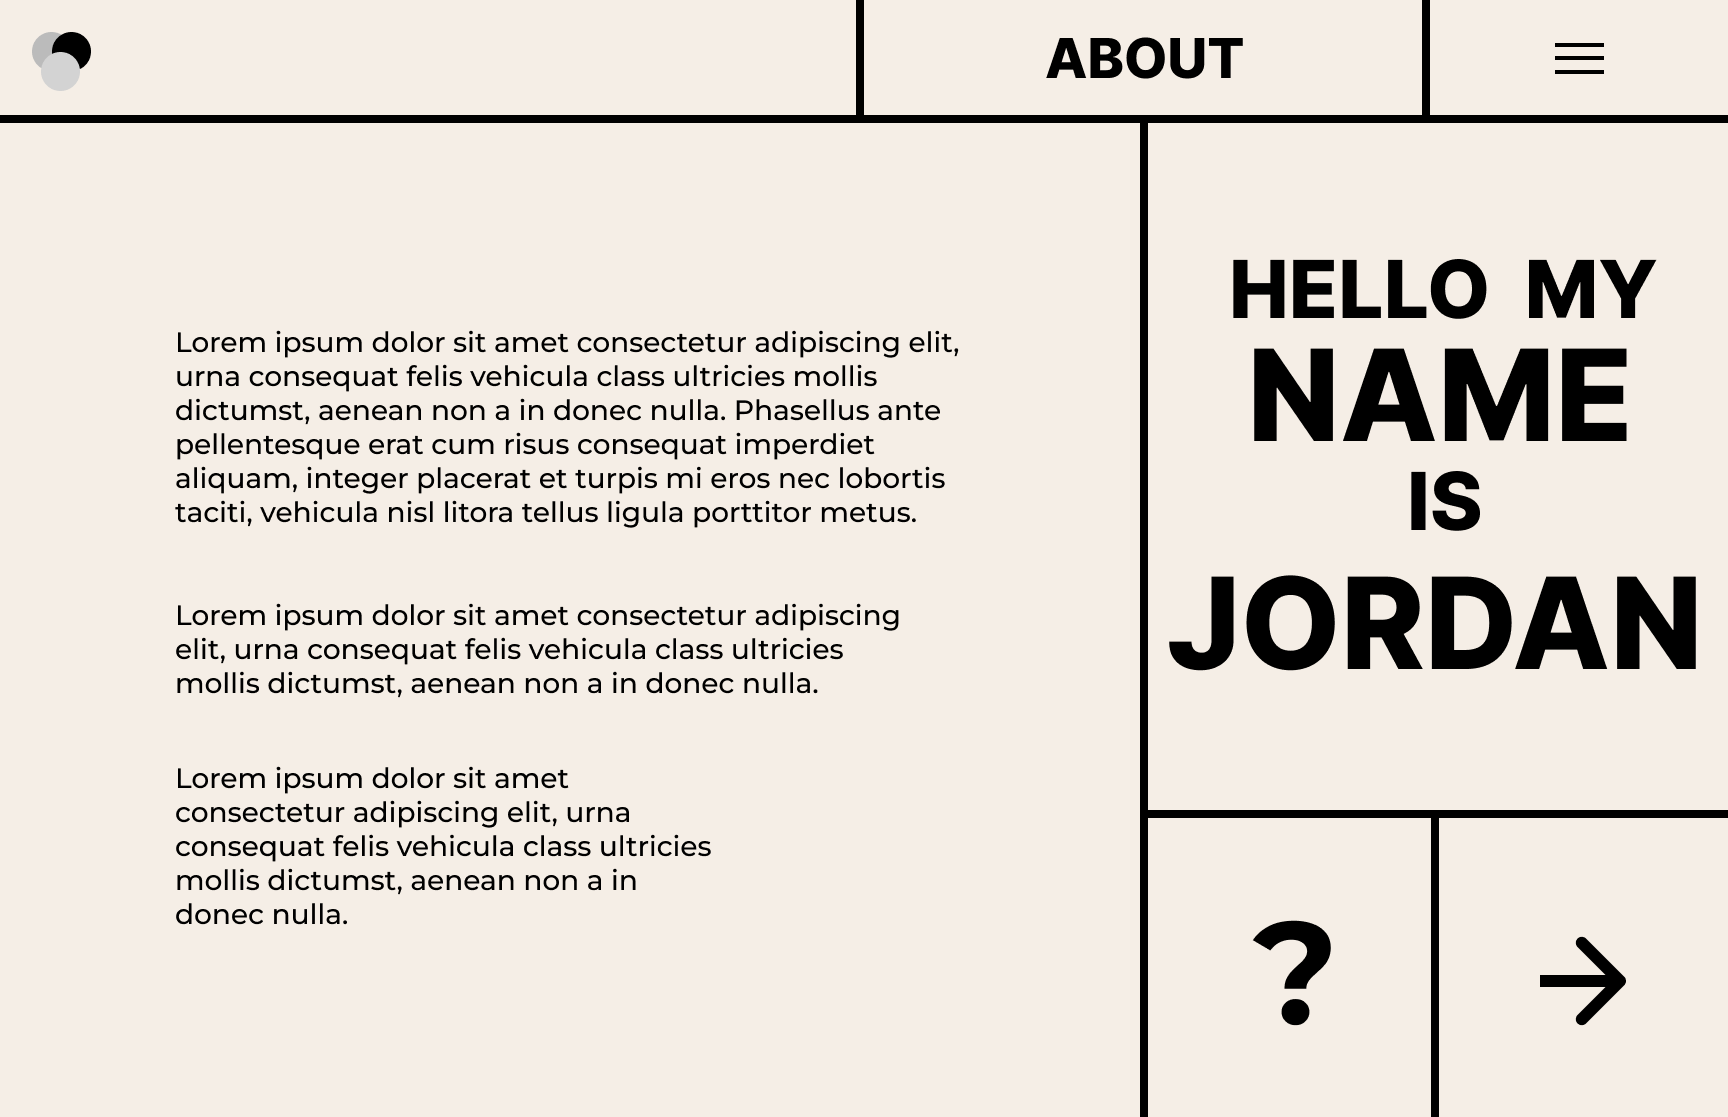 ABOUT
Lorem ipsum dolor sit amet consectetur adipiscing elit,
urna consequat felis vehicula class ultricies mollis
dictumst, aenean non a in donec nulla. Phasellus ante
pellentesque erat cum risus consequat imperdiet
aliquam, integer placerat et turpis mi eros nec lobortis
taciti, vehicula nisl litora tellus ligula porttitor metus.
Lorem ipsum dolor sit amet consectetur adipiscing
elit, urna consequat felis vehicula class ultricies
mollis dictumst, aenean non a in donec nulla.
Lorem ipsum dolor sit amet
consectetur adipiscing elit, urna
consequat felis vehicula class ultricies
mollis dictumst, aenean non a in
donec nulla.
HELLO MY
NAME
IS
JORDAN
?